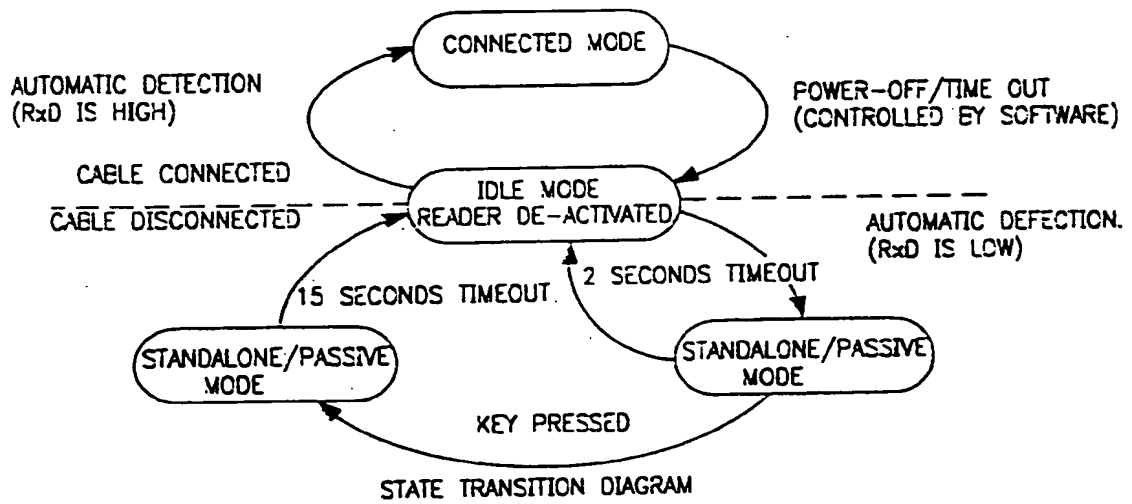 CONNECTED MODE
AUTOMATIC DETECTION
(RxD IS HIGH)
POWER-OFF/TIME OUT
(CONTROLLED BY SOFTWARE)
CABLE CONNECTED
CABLE DISCONNECTED
IDLE MODE
READER DE-ACTIVATED
AUTOMATIC DEFECTION.
(RxD IS LOW)
15 SECONDS TIMEOUT
2 SECONDS TIMEOUT
STANDALONE/PASSIVE
MODE
STANDALONE/PASSIVE
MODE
KEY PRESSED
STATE TRANSITION DIAGRAM